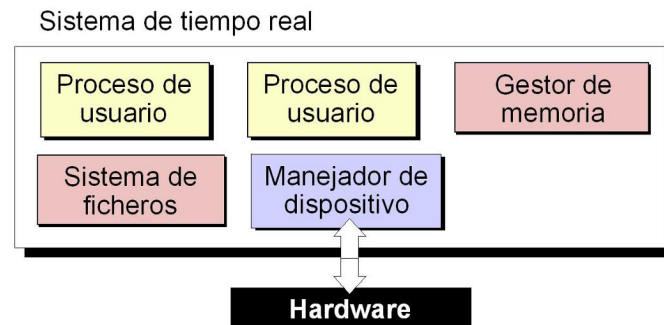 Sistema de tiempo real
Proceso de
usuario
Proceso de
usuario
Gestor de
memoria
Sistema de
ficheros
Manejador de
dispositivo
Hardware